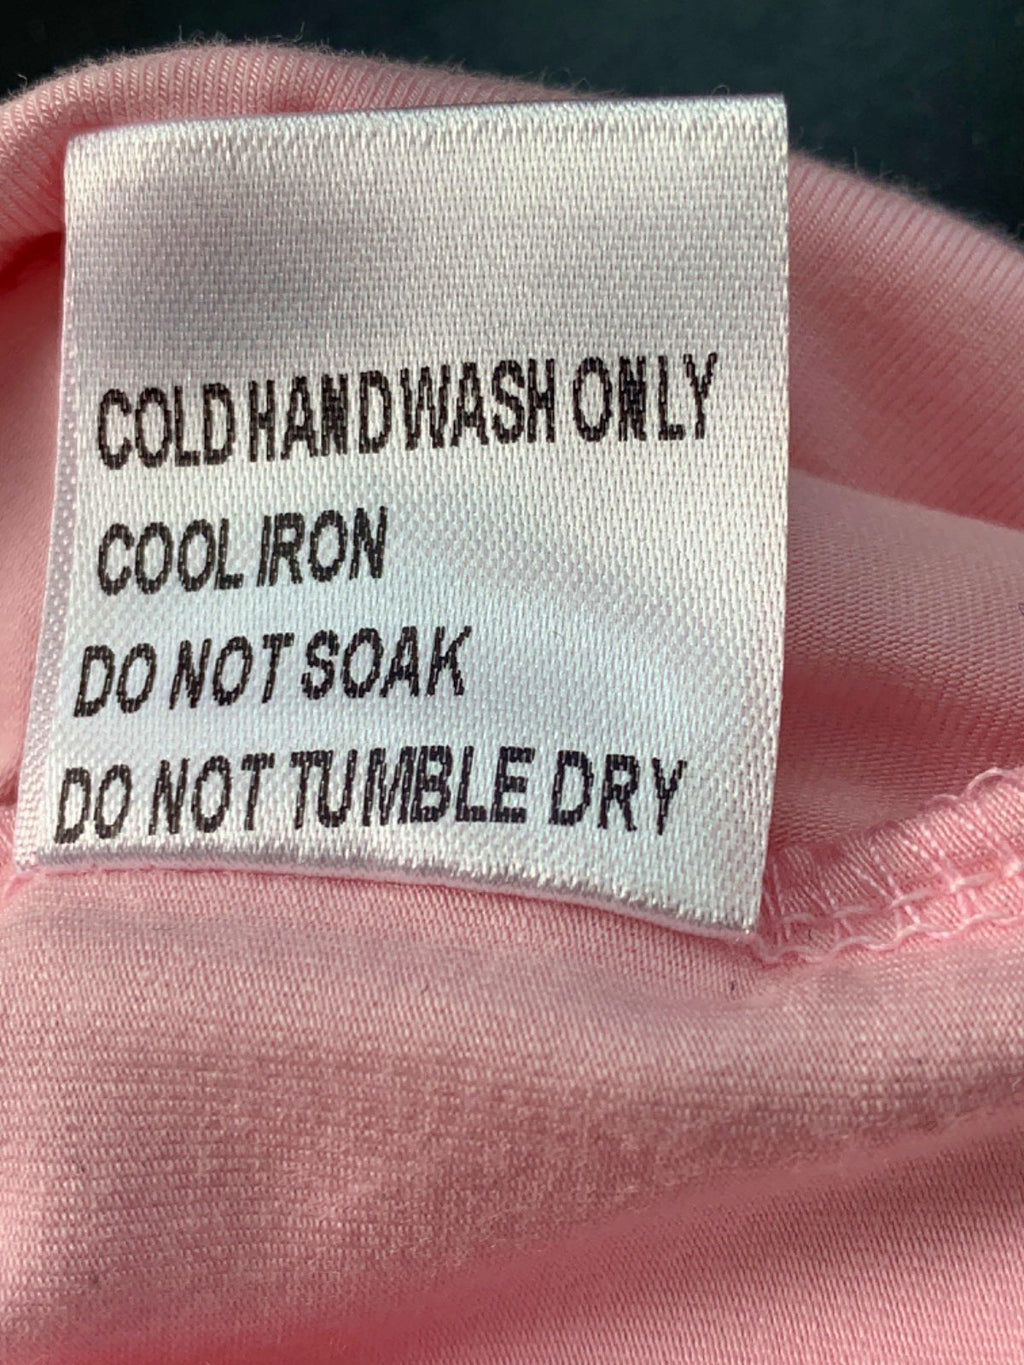 COLD HAND WASH ONLY
COOL IRON
DO NOT SOAK
DO NOT TUMBLE DRY